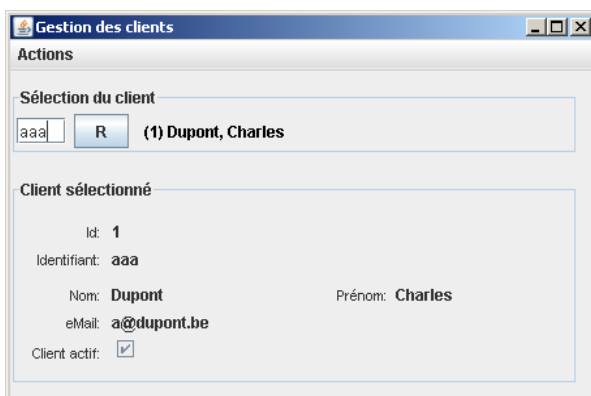 Gestion des clients
Actions
Sélection du client
aaa R (1) Dupont, Charles
Client sélectionné
Id: 1
Identifiant: aaa
Nom: Dupont Prénom: Charles
eMail: a@dupont.be
Client actif: